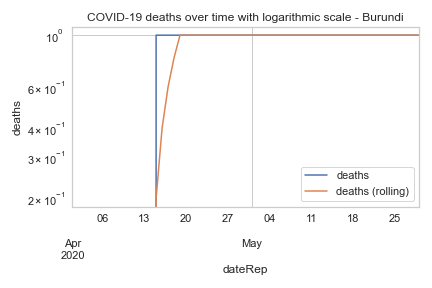 COVID-19 deaths over time with logarithmic scale - Burundi
10⁰
6 × 10⁻¹
4 × 10⁻¹
3 × 10⁻¹
2 × 10⁻¹
deaths
deaths
deaths (rolling)
06 13 20 27 04 11 18 25
Apr May
2020
dateRep